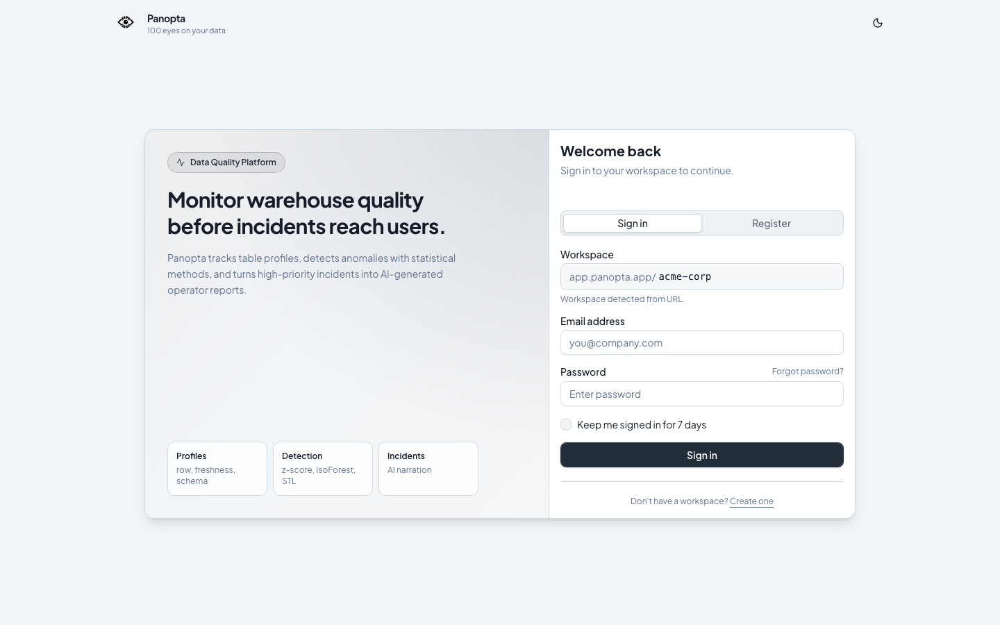 Panopta
100 eyes on your data
Data Quality Platform
Monitor warehouse quality
before incidents reach users.
Panopta tracks table profiles, detects anomalies with statistical
methods, and turns high-priority incidents into AI-generated
operator reports.
Profiles
row, freshness,
schema
Detection
z-score, IsoForest,
STL
Incidents
AI narration
Welcome back
Sign in to your workspace to continue.
Sign in
Register
Workspace
app.panopta.app/ acme-corp
Workspace detected from URL.
Email address
you@company.com
Password
Forgot password?
Enter password
Keep me signed in for 7 days
Sign in
Don't have a workspace? Create one